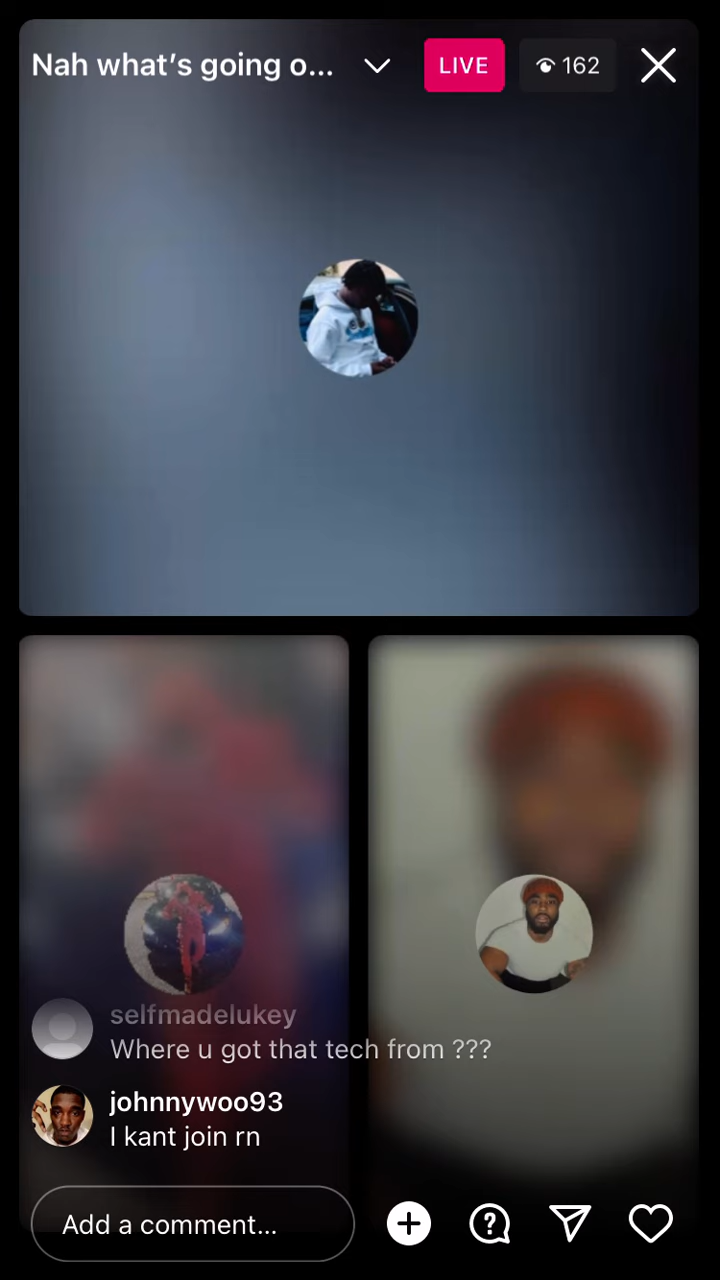 Nah what's going o...
LIVE
162
selfmadelukey
Where u got that tech from ???
johnnywoo93
I kant join rn
Add a comment...